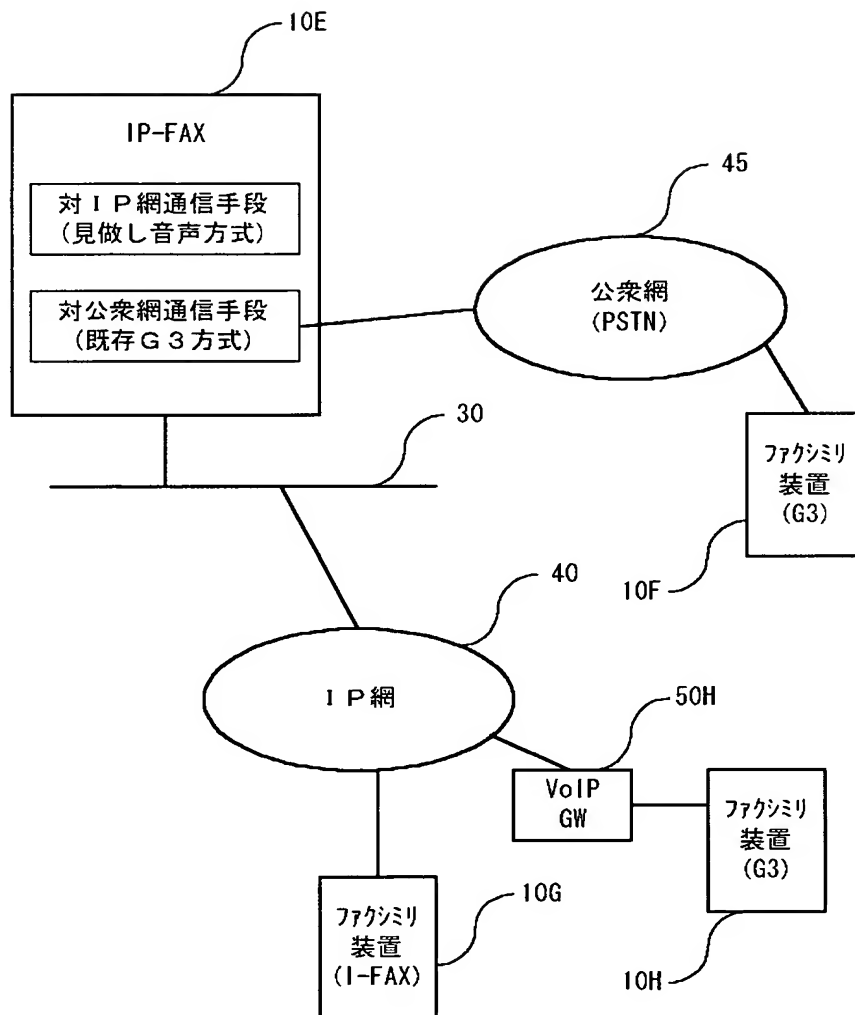 10E
IP-FAX
対IP網通信手段
(見做し音声方式)
対公衆網通信手段
(既存G3方式)
45
公衆網
(PSTN)
30
ファクシミリ
装置
(G3)
10F
40
IP網
50H
VoIP
GW
ファクシミリ
装置
(G3)
10H
10G
ファクシミリ
装置
(I-FAX)